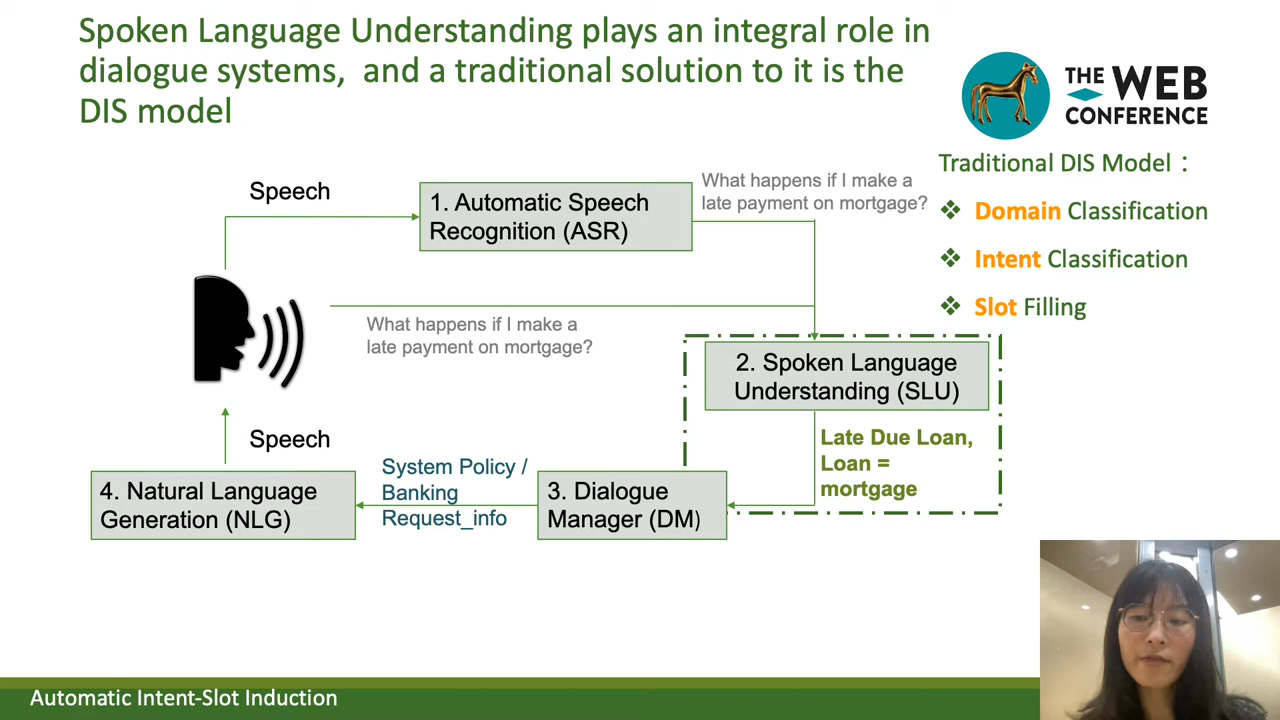 Spoken Language Understanding plays an integral role in
dialogue systems,  and a traditional solution to it is the
DIS model
THE WEB
CONFERENCE
Traditional DIS Model：
❖ Domain Classification
❖ Intent Classification
❖ Slot Filling
Speech
1. Automatic Speech
Recognition (ASR)
What happens if I make a
late payment on mortgage?
What happens if I make a
late payment on mortgage?
2. Spoken Language
Understanding (SLU)
Late Due Loan,
Loan =
mortgage
3. Dialogue
Manager (DM)
System Policy /
Banking
Request_info
4. Natural Language
Generation (NLG)
Speech
Automatic Intent-Slot Induction